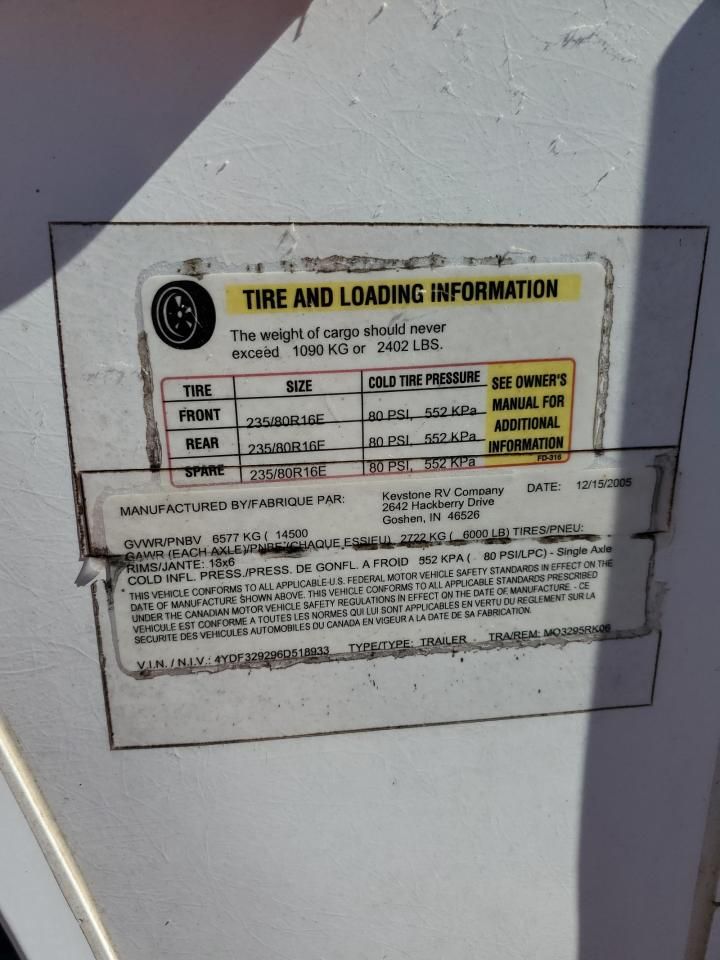 TIRE AND LOADING INFORMATION
The weight of cargo should never
exceed 1090 KG or 2402 LBS.
TIRE SIZE COLD TIRE PRESSURE SEE OWNER'S
MANUAL FOR
ADDITIONAL
INFORMATION
FRONT 235/80R16E 80 PSI, 552 KPa
REAR 235/80R16E 80 PSI, 552 KPa
SPARE 235/80R16E 80 PSI, 552 KPa
FD-316
MANUFACTURED BY/FABRIQUE PAR: Keystone RV Company DATE: 12/15/2005
2642 Hackberry Drive
Goshen, IN 46526
GVWR/PNBV 6577 KG ( 14500
GAWR (EACH AXLE)/PNBE (CHAQUE ESSIEU) 2722 KG ( 6000 LB) TIRES/PNEU:
RIMS/JANTE: 16x6
COLD INFL. PRESS./PRESS. DE GONFL. A FROID 552 KPA ( 80 PSI/LPC) - Single Axle
* THIS VEHICLE CONFORMS TO ALL APPLICABLE U.S. FEDERAL MOTOR VEHICLE SAFETY STANDARDS IN EFFECT ON THE
DATE OF MANUFACTURE SHOWN ABOVE. THIS VEHICLE CONFORMS TO ALL APPLICABLE STANDARDS PRESCRIBED
UNDER THE CANADIAN MOTOR VEHICLE SAFETY REGULATIONS IN EFFECT ON THE DATE OF MANUFACTURE. - CE
VEHICULE EST CONFORME A TOUTES LES NORMES QUI LUI SONT APPLICABLES EN VERTU DU REGLEMENT SUR LA
SECURITE DES VEHICULES AUTOMOBILES DU CANADA EN VIGEUR A LA DATE DE SA FABRICATION.
V.I.N. / N.I.V.: 4YDF329296D518933 TYPE/TYPE: TRAILER TRA/REM: MO3295RK06